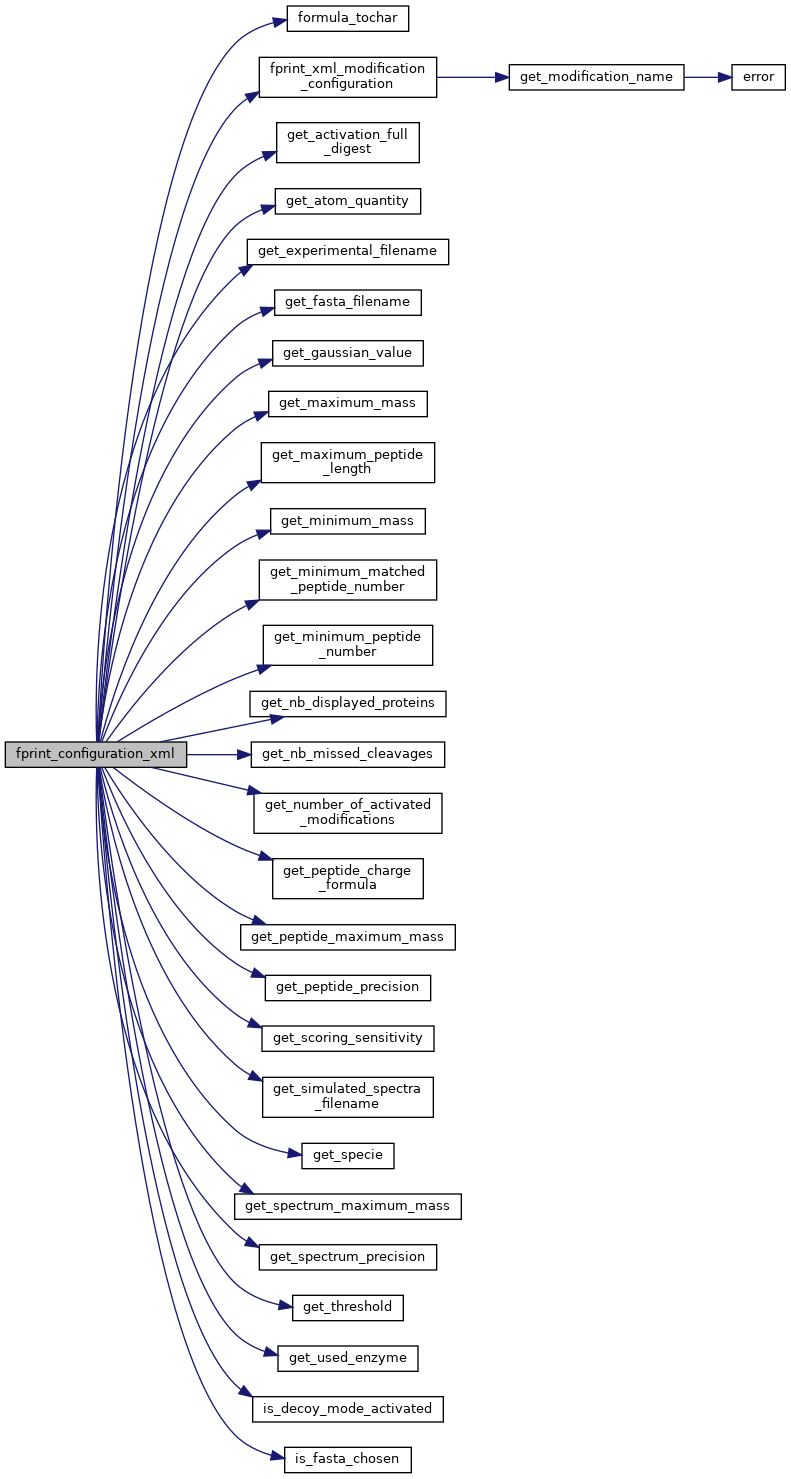 formula_tochar
fprint_xml_modification
_configuration
get_modification_name
error
get_activation_full
_digest
get_atom_quantity
get_experimental_filename
get_fasta_filename
get_gaussian_value
get_maximum_mass
get_maximum_peptide
_length
get_minimum_mass
get_minimum_matched
_peptide_number
get_minimum_peptide
_number
get_nb_displayed_proteins
fprint_configuration_xml
get_nb_missed_cleavages
get_number_of_activated
_modifications
get_peptide_charge
_formula
get_peptide_maximum_mass
get_peptide_precision
get_scoring_sensitivity
get_simulated_spectra
_filename
get_specie
get_spectrum_maximum_mass
get_spectrum_precision
get_threshold
get_used_enzyme
is_decoy_mode_activated
is_fasta_chosen